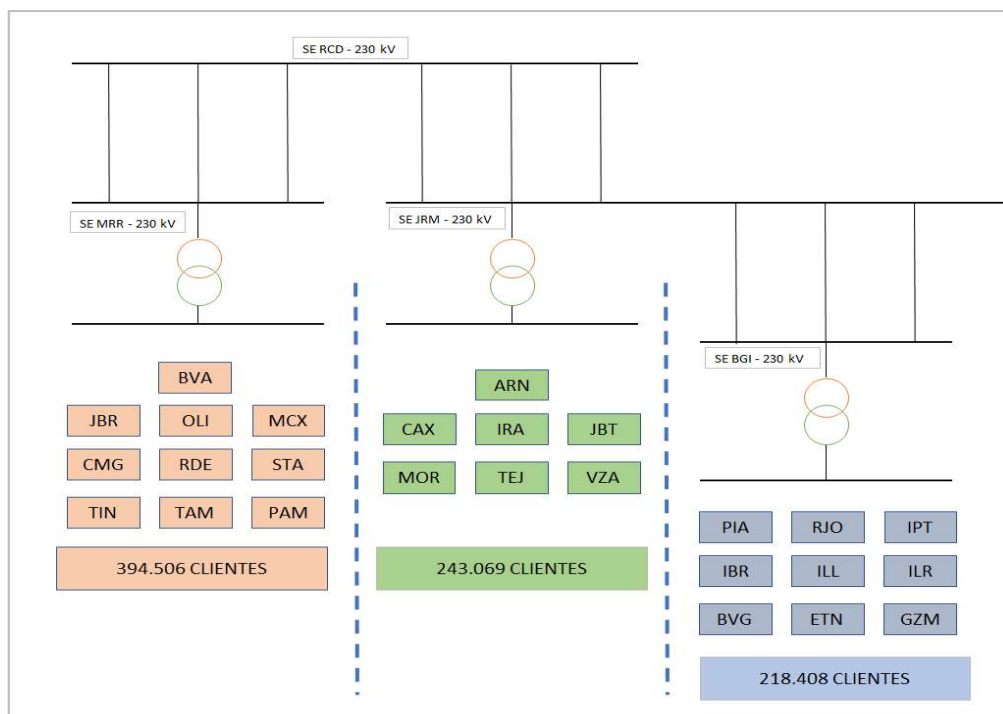 SE RCD - 230 kV
SE MRR - 230 kV
SE JRM - 230 kV
SE BGI - 230 kV
BVA
JBR OLI MCX
CMG RDE STA
TIN TAM PAM
394.506 CLIENTES
ARN
CAX IRA JBT
MOR TEJ VZA
243.069 CLIENTES
PIA RJO IPT
IBR ILL ILR
BVG ETN GZM
218.408 CLIENTES